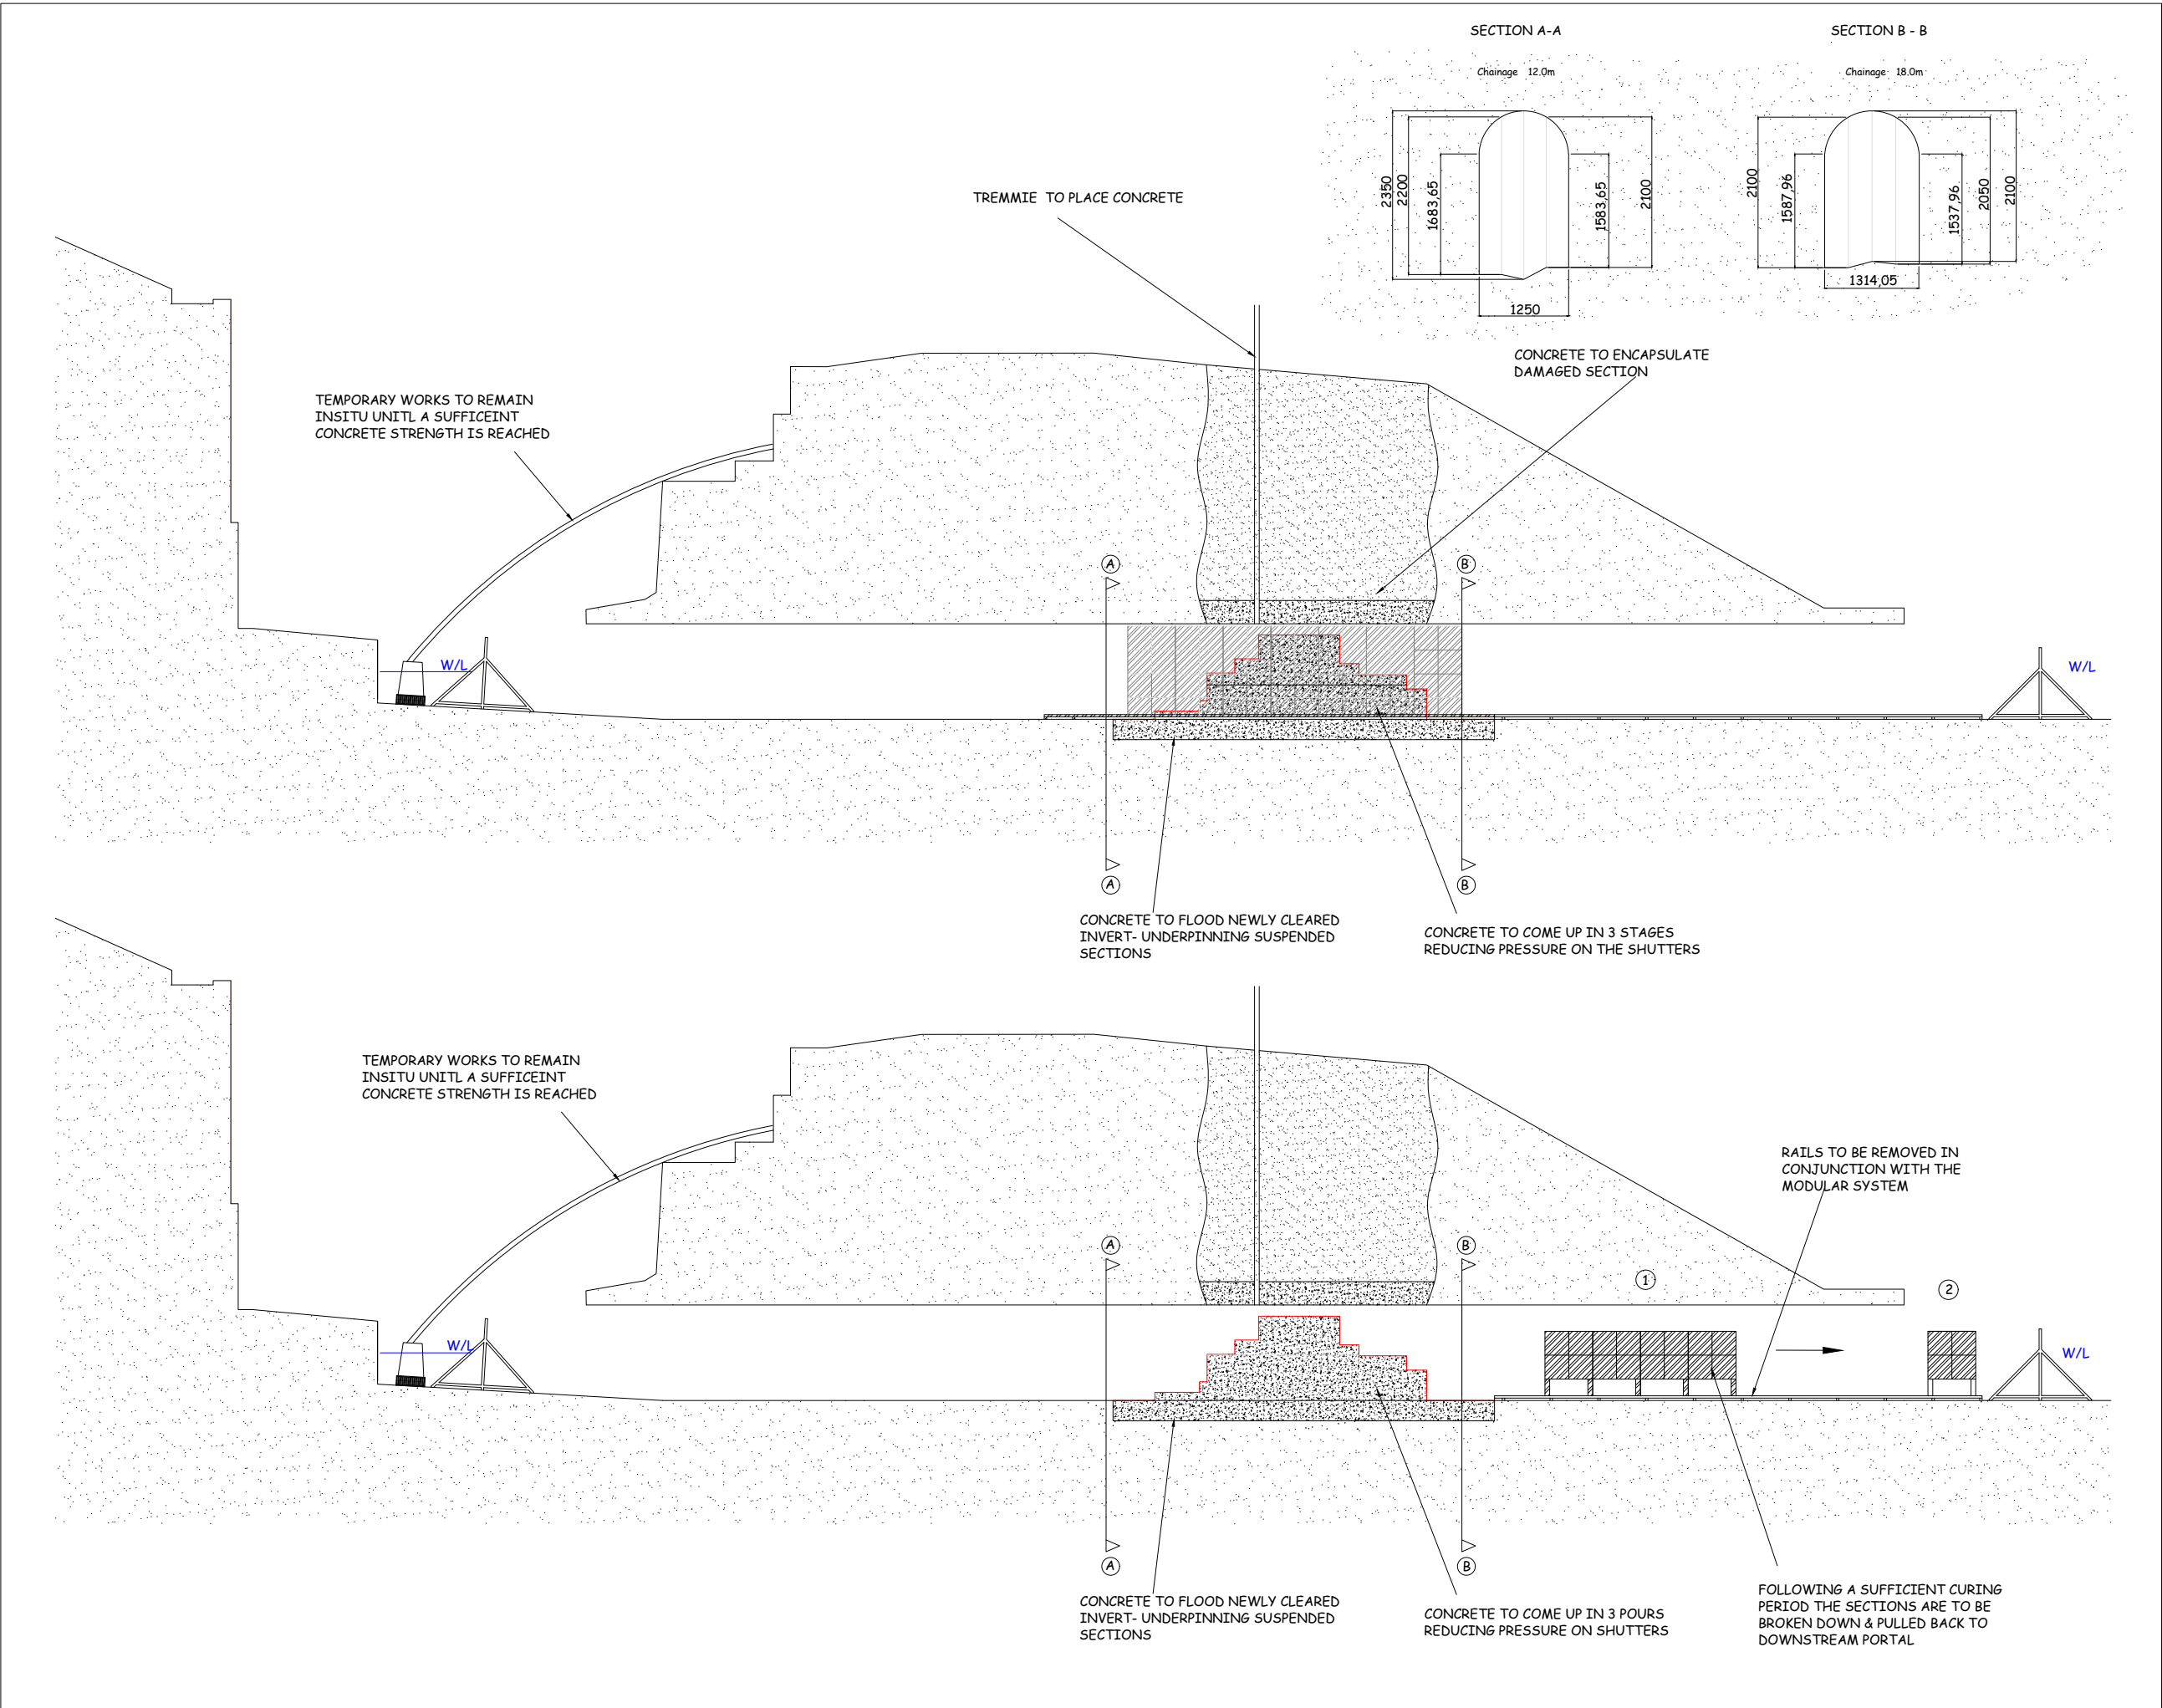 SECTION A-A
Chainage 12.0m
2350
2200
1683,65
1583,65
2100
1250
SECTION B - B
Chainage 18.0m
2100
1587,96
1537,96
2050
2100
1314,05
TREMMIE TO PLACE CONCRETE
CONCRETE TO ENCAPSULATE
DAMAGED SECTION
TEMPORARY WORKS TO REMAIN
INSITU UNITL A SUFFICEINT
CONCRETE STRENGTH IS REACHED
A
B
W/L
W/L
A
B
CONCRETE TO FLOOD NEWLY CLEARED
INVERT- UNDERPINNING SUSPENDED
SECTIONS
CONCRETE TO COME UP IN 3 STAGES
REDUCING PRESSURE ON THE SHUTTERS
TEMPORARY WORKS TO REMAIN
INSITU UNITL A SUFFICEINT
CONCRETE STRENGTH IS REACHED
RAILS TO BE REMOVED IN
CONJUNCTION WITH THE
MODULAR SYSTEM
A
B
1
2
W/L
W/L
A
B
CONCRETE TO FLOOD NEWLY CLEARED
INVERT- UNDERPINNING SUSPENDED
SECTIONS
CONCRETE TO COME UP IN 3 POURS
REDUCING PRESSURE ON SHUTTERS
FOLLOWING A SUFFICIENT CURING
PERIOD THE SECTIONS ARE TO BE
BROKEN DOWN & PULLED BACK TO
DOWNSTREAM PORTAL